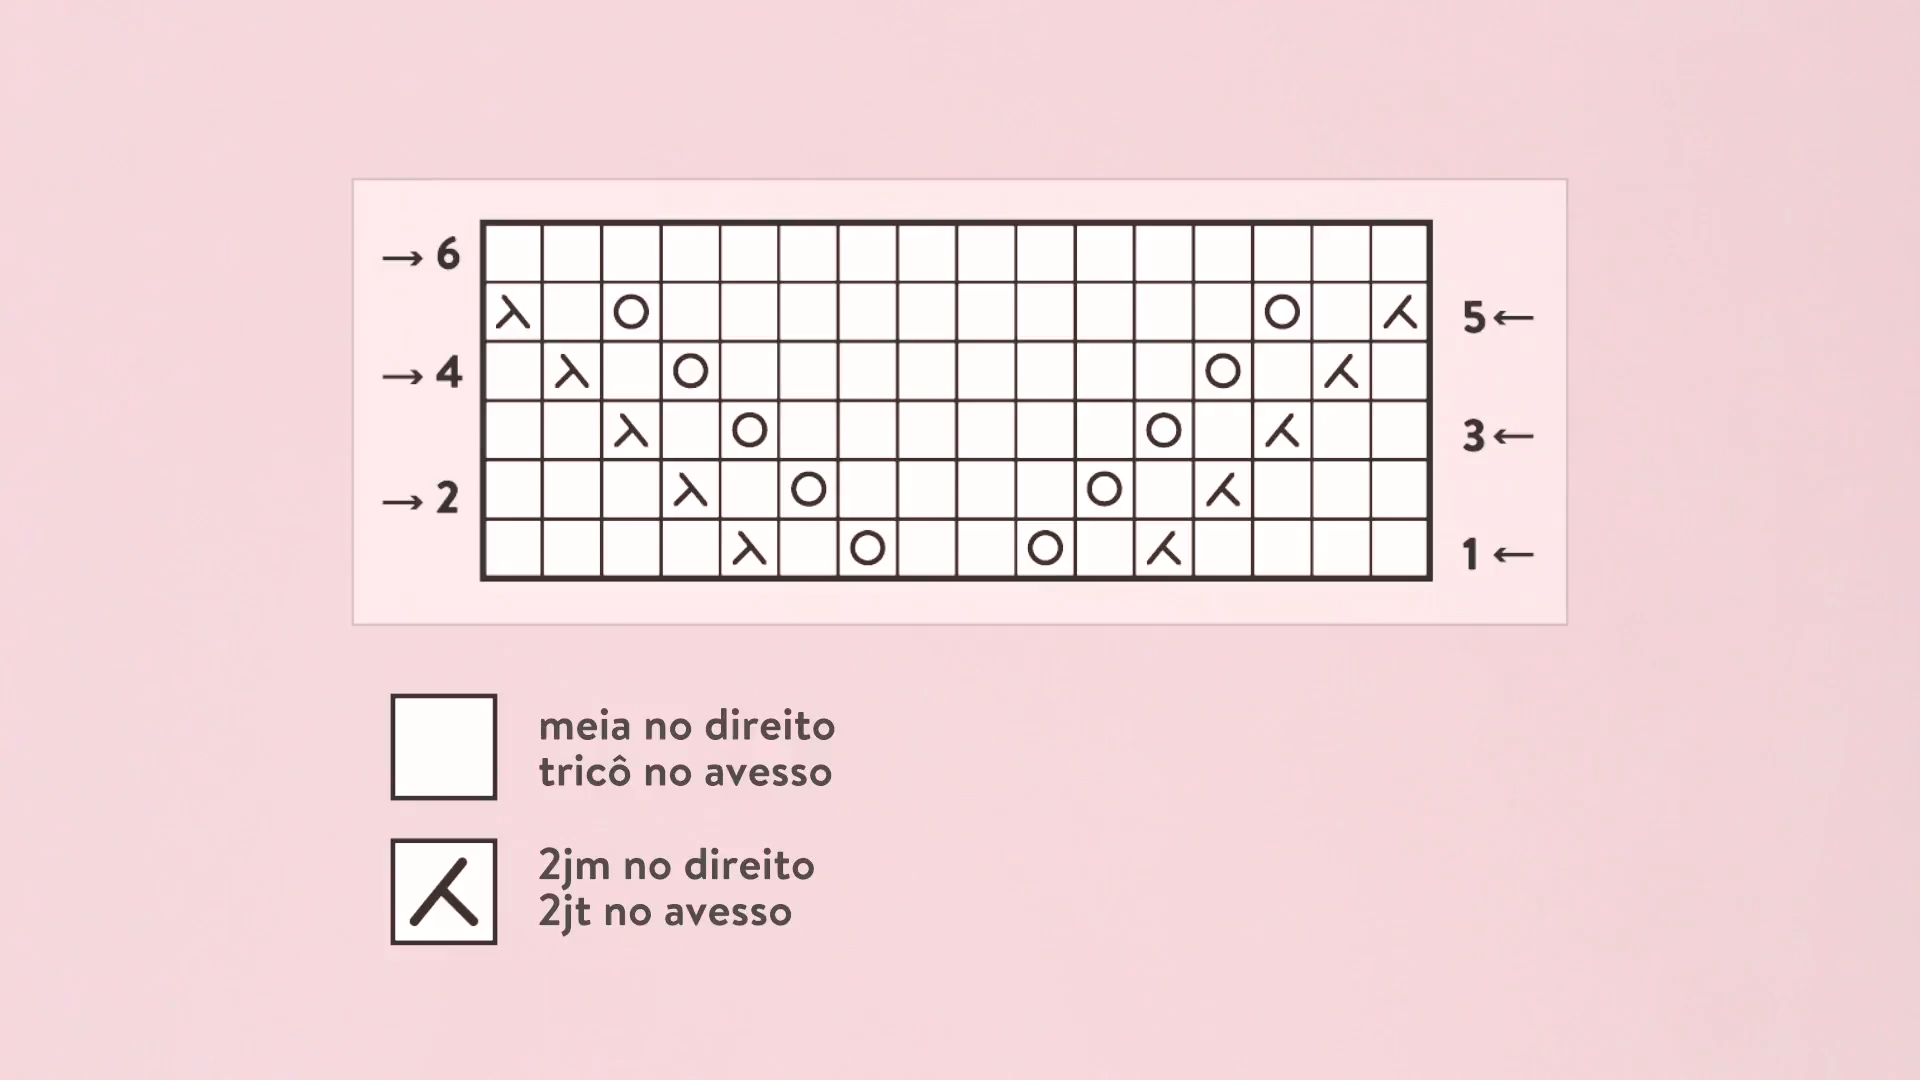 → 6
5 ←
→ 4
3 ←
→ 2
1 ←
meia no direito
tricô no avesso
2jm no direito
2jt no avesso